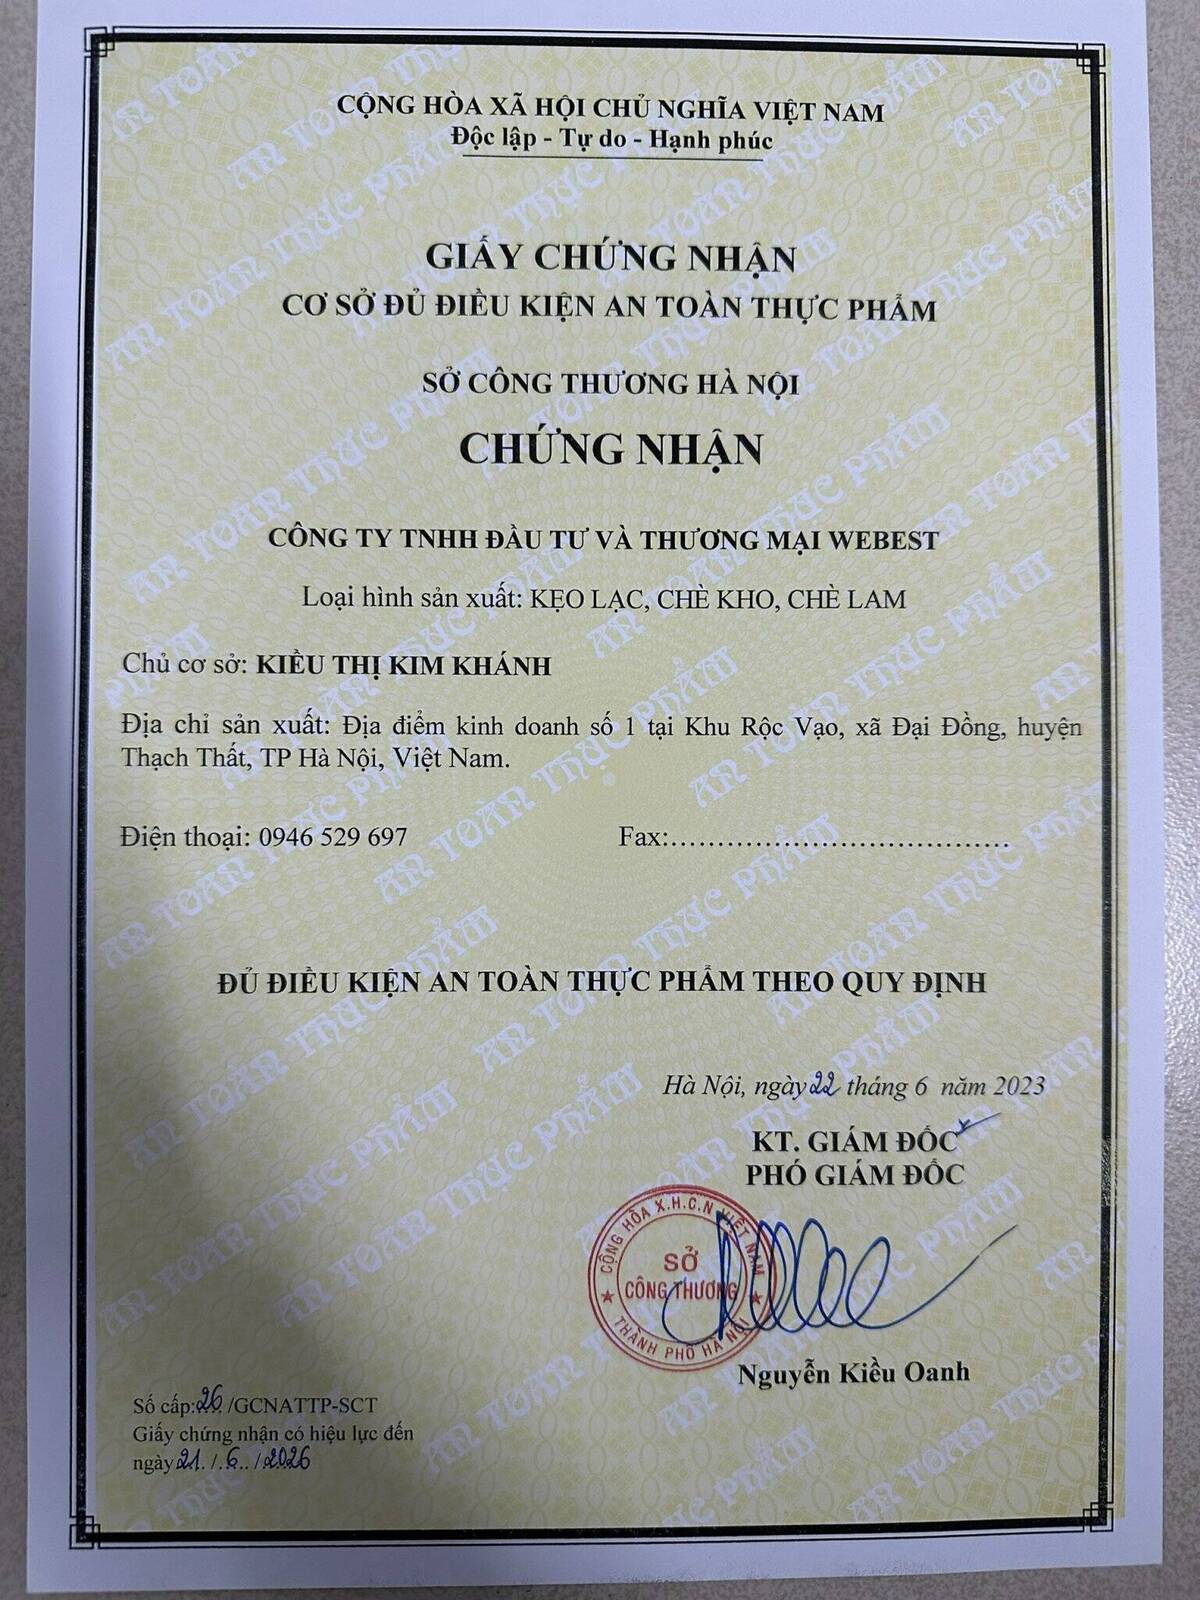 CỘNG HÒA XÃ HỘI CHỦ NGHĨA VIỆT NAM
Độc lập - Tự do - Hạnh phúc
GIẤY CHỨNG NHẬN
CƠ SỞ ĐỦ ĐIỀU KIỆN AN TOÀN THỰC PHẨM
SỞ CÔNG THƯƠNG HÀ NỘI
CHỨNG NHẬN
CÔNG TY TNHH ĐẦU TƯ VÀ THƯƠNG MẠI WEBEST
Loại hình sản xuất: KẸO LẠC, CHÈ KHO, CHÈ LAM
Chủ cơ sở: KIỀU THỊ KIM KHÁNH
Địa chỉ sản xuất: Địa điểm kinh doanh số 1 tại Khu Rộc Vạo, xã Đại Đồng, huyện
Thạch Thất, TP Hà Nội, Việt Nam.
Điện thoại: 0946 529 697 Fax:....................................
ĐỦ ĐIỀU KIỆN AN TOÀN THỰC PHẨM THEO QUY ĐỊNH
Hà Nội, ngày 22 tháng 6 năm 2023
KT. GIÁM ĐỐC
PHÓ GIÁM ĐỐC
CỘNG HÒA X.H.C.N VIỆT NAM
SỞ
CÔNG THƯƠNG
THÀNH PHỐ HÀ NỘI
Nguyễn Kiều Oanh
Số cấp: 26 /GCNATTP-SCT
Giấy chứng nhận có hiệu lực đến
ngày 21 / 6 / 2026
AN TOÀN THỰC PHẨM